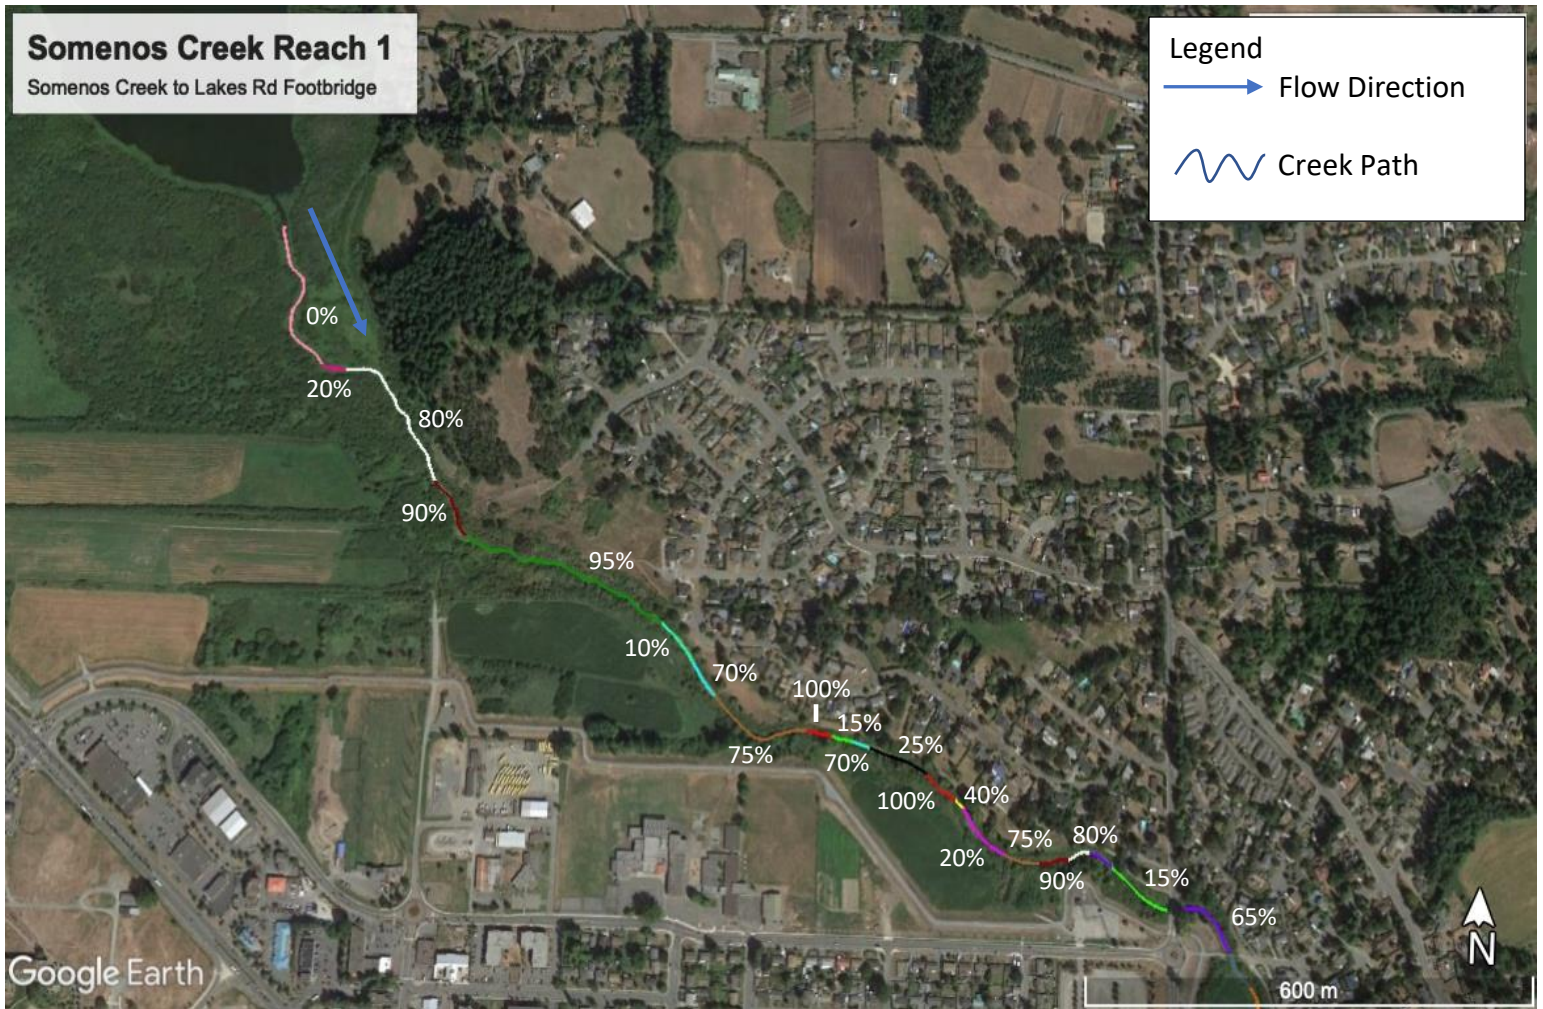 Somenos Creek Reach 1
Somenos Creek to Lakes Rd Footbridge
Legend
Flow Direction
Creek Path
0%
20%
80%
90%
95%
10%
70%
100%
15%
75%
70%
25%
100%
40%
75%
80%
20%
90%
15%
65%
N
Google Earth
600 m